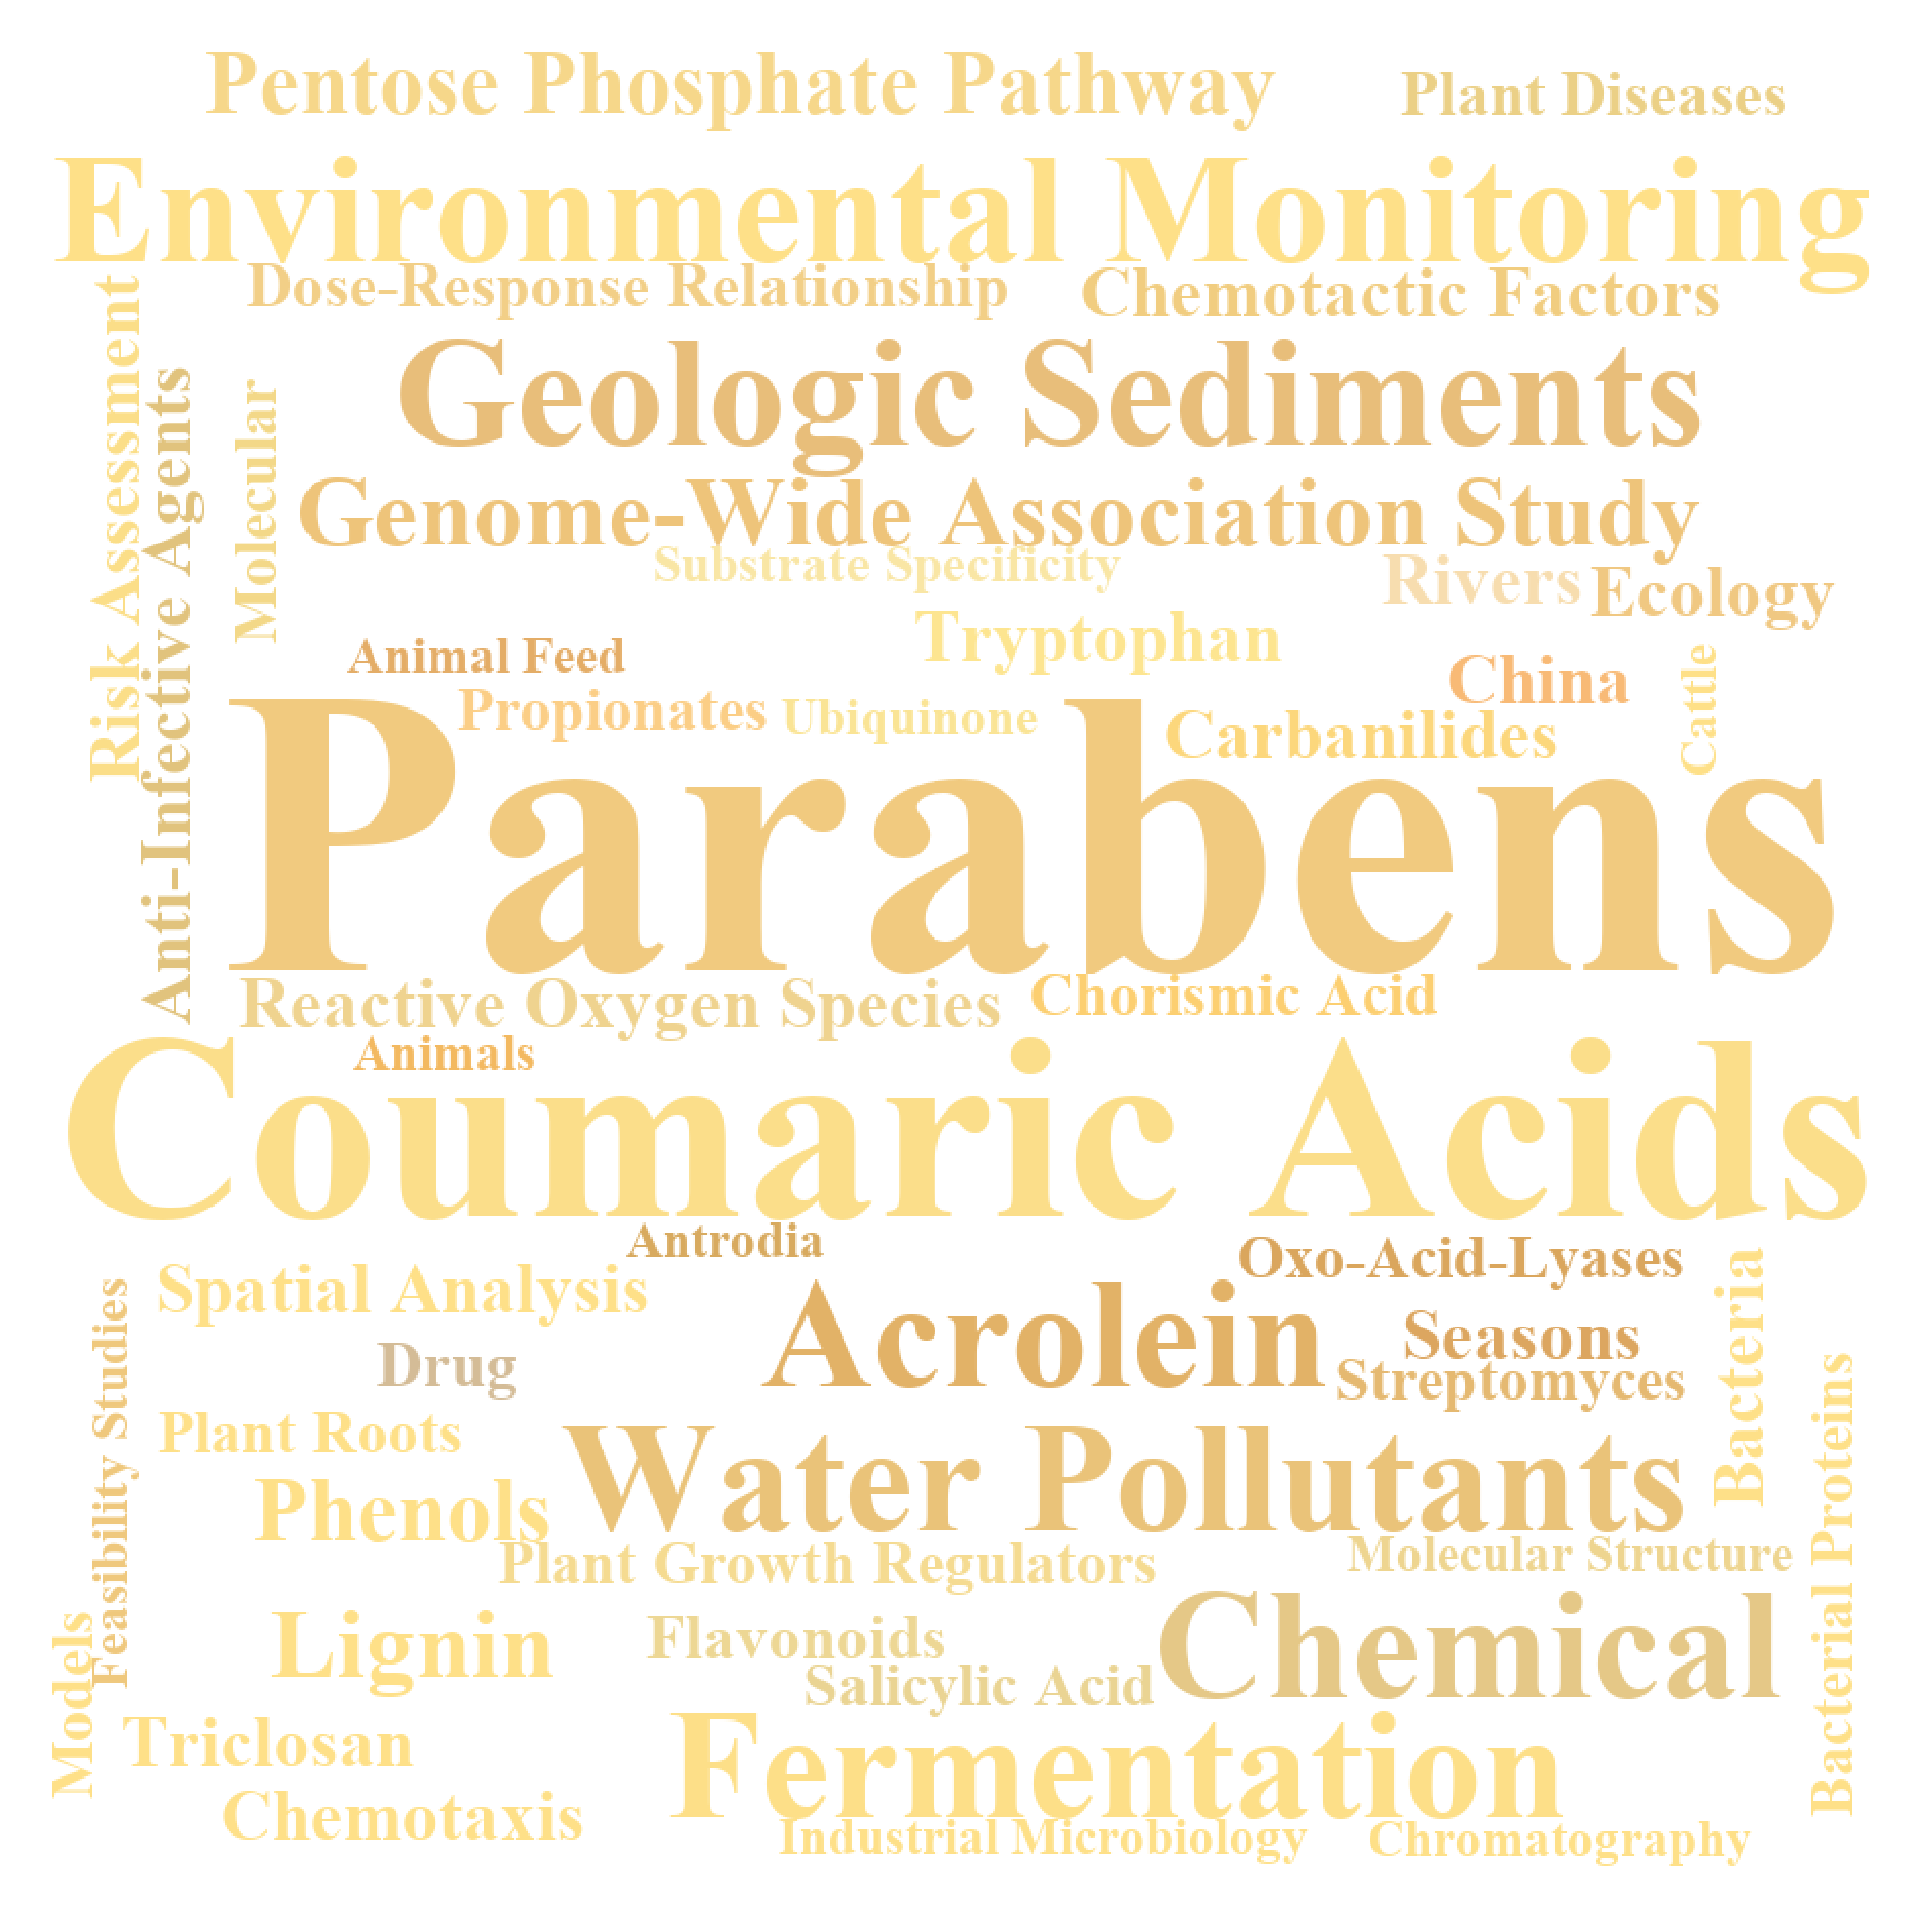 Pentose Phosphate Pathway
Plant Diseases
Environmental Monitoring
Dose-Response Relationship
Chemotactic Factors
Risk Assessment
Anti-Infective Agents
Molecular
Geologic Sediments
Genome-Wide Association Study
Substrate Specificity
Rivers
Ecology
Tryptophan
Animal Feed
China
Cattle
Propionates
Ubiquinone
Carbanilides
Parabens
Reactive Oxygen Species
Chorismic Acid
Animals
Coumaric Acids
Antrodia
Oxo-Acid-Lyases
Spatial Analysis
Acrolein
Bacteria
Feasibility Studies
Drug
Seasons
Streptomyces
Plant Roots
Water Pollutants
Bacterial Proteins
Phenols
Plant Growth Regulators
Molecular Structure
Models
Lignin
Flavonoids
Chemical
Salicylic Acid
Triclosan
Fermentation
Chemotaxis
Industrial Microbiology
Chromatography